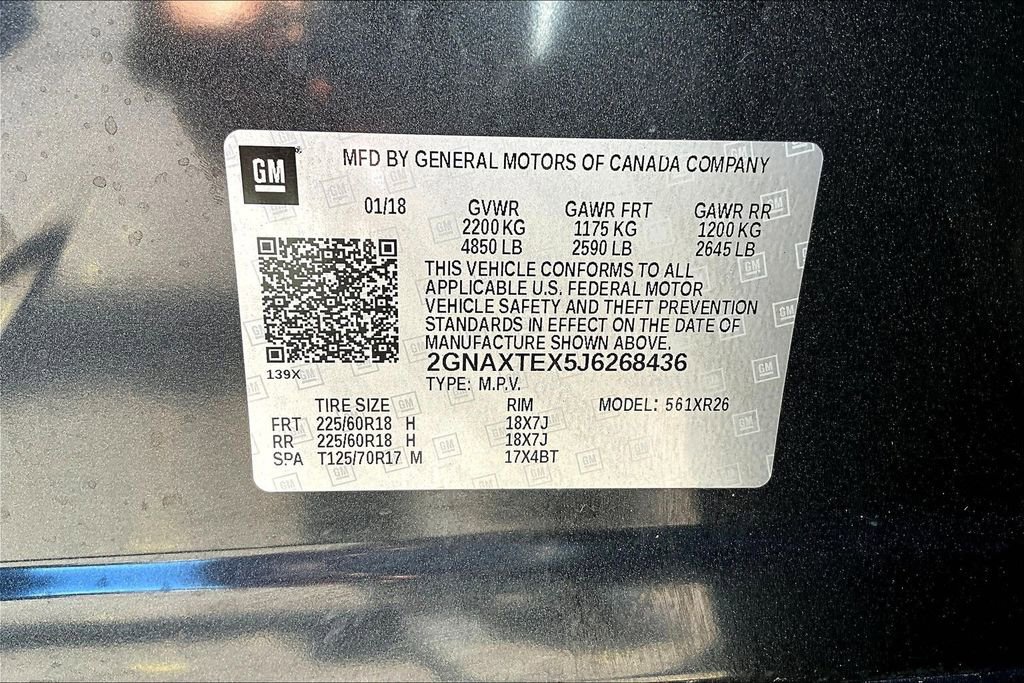 GM
MFD BY GENERAL MOTORS OF CANADA COMPANY
01/18 GVWR GAWR FRT GAWR RR
2200 KG 1175 KG 1200 KG
4850 LB 2590 LB 2645 LB
THIS VEHICLE CONFORMS TO ALL
APPLICABLE U.S. FEDERAL MOTOR
VEHICLE SAFETY AND THEFT PREVENTION
STANDARDS IN EFFECT ON THE DATE OF
MANUFACTURE SHOWN ABOVE.
2GNAXTEX5J6268436
139X
TYPE: M.P.V.
TIRE SIZE RIM MODEL: 561XR26
FRT 225/60R18 H 18X7J
RR 225/60R18 H 18X7J
SPA T125/70R17 M 17X4BT